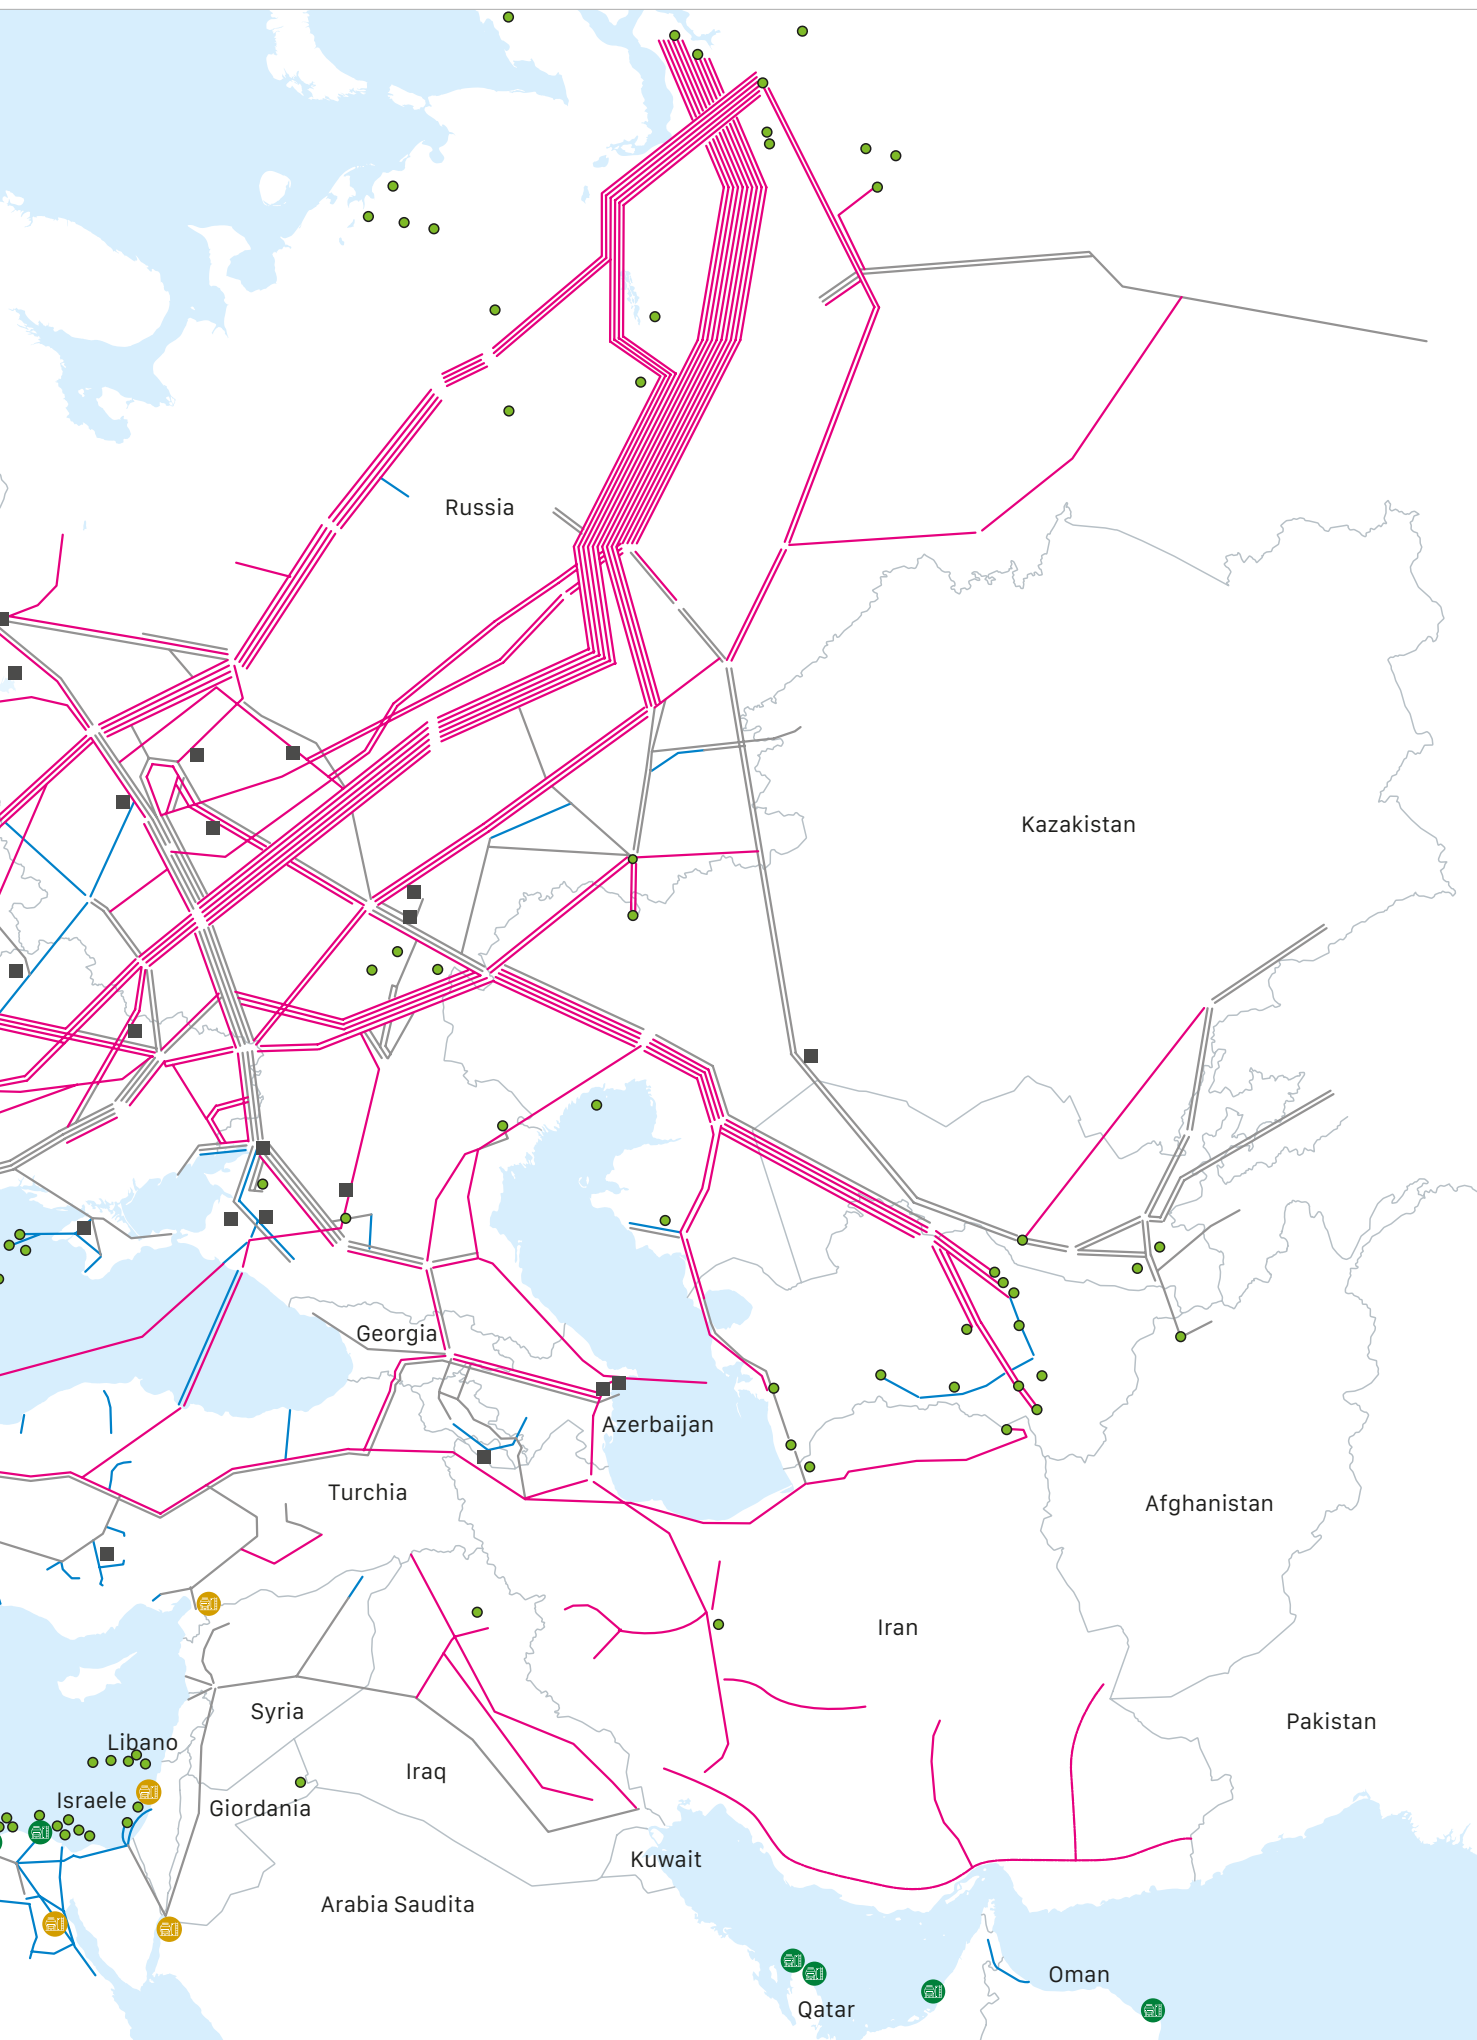 Russia
Kazakistan
Georgia
Azerbaijan
Turchia
Afghanistan
Iran
Syria
Pakistan
Libano
Iraq
Israele
Giordania
Kuwait
Arabia Saudita
Oman
Qatar